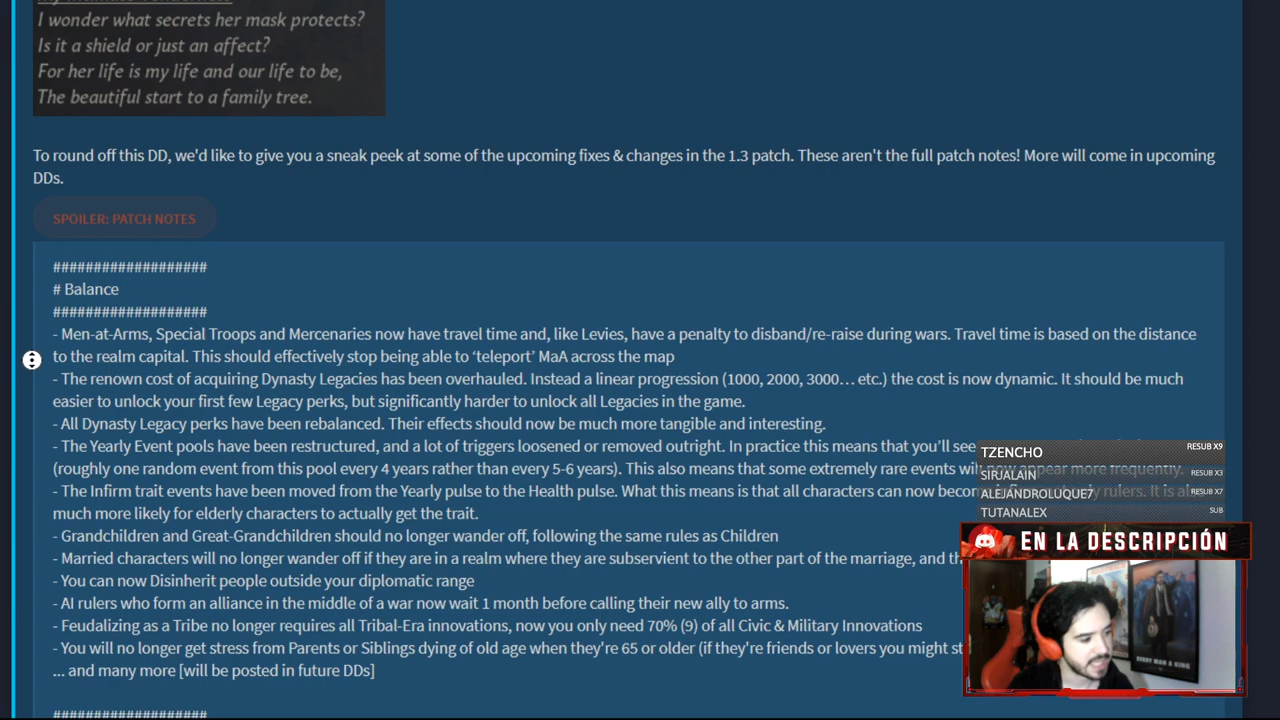 I wonder what secrets her mask protects?
Is it a shield or just an affect?
For her life is my life and our life to be,
The beautiful start to a family tree.
To round off this DD, we'd like to give you a sneak peek at some of the upcoming fixes & changes in the 1.3 patch. These aren't the full patch notes! More will come in upcoming
DDs.
SPOILER: PATCH NOTES
###################
# Balance
###################
- Men-at-Arms, Special Troops and Mercenaries now have travel time and, like Levies, have a penalty to disband/re-raise during wars. Travel time is based on the distance
to the realm capital. This should effectively stop being able to ‘teleport’ MaA across the map
- The renown cost of acquiring Dynasty Legacies has been overhauled. Instead a linear progression (1000, 2000, 3000… etc.) the cost is now dynamic. It should be much
easier to unlock your first few Legacy perks, but significantly harder to unlock all Legacies in the game.
- All Dynasty Legacy perks have been rebalanced. Their effects should now be much more tangible and interesting.
- The Yearly Event pools have been restructured, and a lot of triggers loosened or removed outright. In practice this means that you’ll see
(roughly one random event from this pool every 4 years rather than every 5-6 years). This also means that some extremely rare events will now appear more frequently.
- The Infirm trait events have been moved from the Yearly pulse to the Health pulse. What this means is that all characters can now
much more likely for elderly characters to actually get the trait.
- Grandchildren and Great-Grandchildren should no longer wander off, following the same rules as Children
- Married characters will no longer wander off if they are in a realm where they are subservient to the other part of the marriage, and
- You can now Disinherit people outside your diplomatic range
- AI rulers who form an alliance in the middle of a war now wait 1 month before calling their new ally to arms.
- Feudalizing as a Tribe no longer requires all Tribal-Era innovations, now you only need 70% (9) of all Civic & Military Innovations
- You will no longer get stress from Parents or Siblings dying of old age when they're 65 or older (if they're friends or lovers you might
... and many more [will be posted in future DDs]
###################
TZENCHO RESUB X9
SIRJALAIN RESUB X3
ALEJANDROLUQUE7 RESUB X7
TUTANALEX SUB
EN LA DESCRIPCIÓN
EVERY MAN A KING